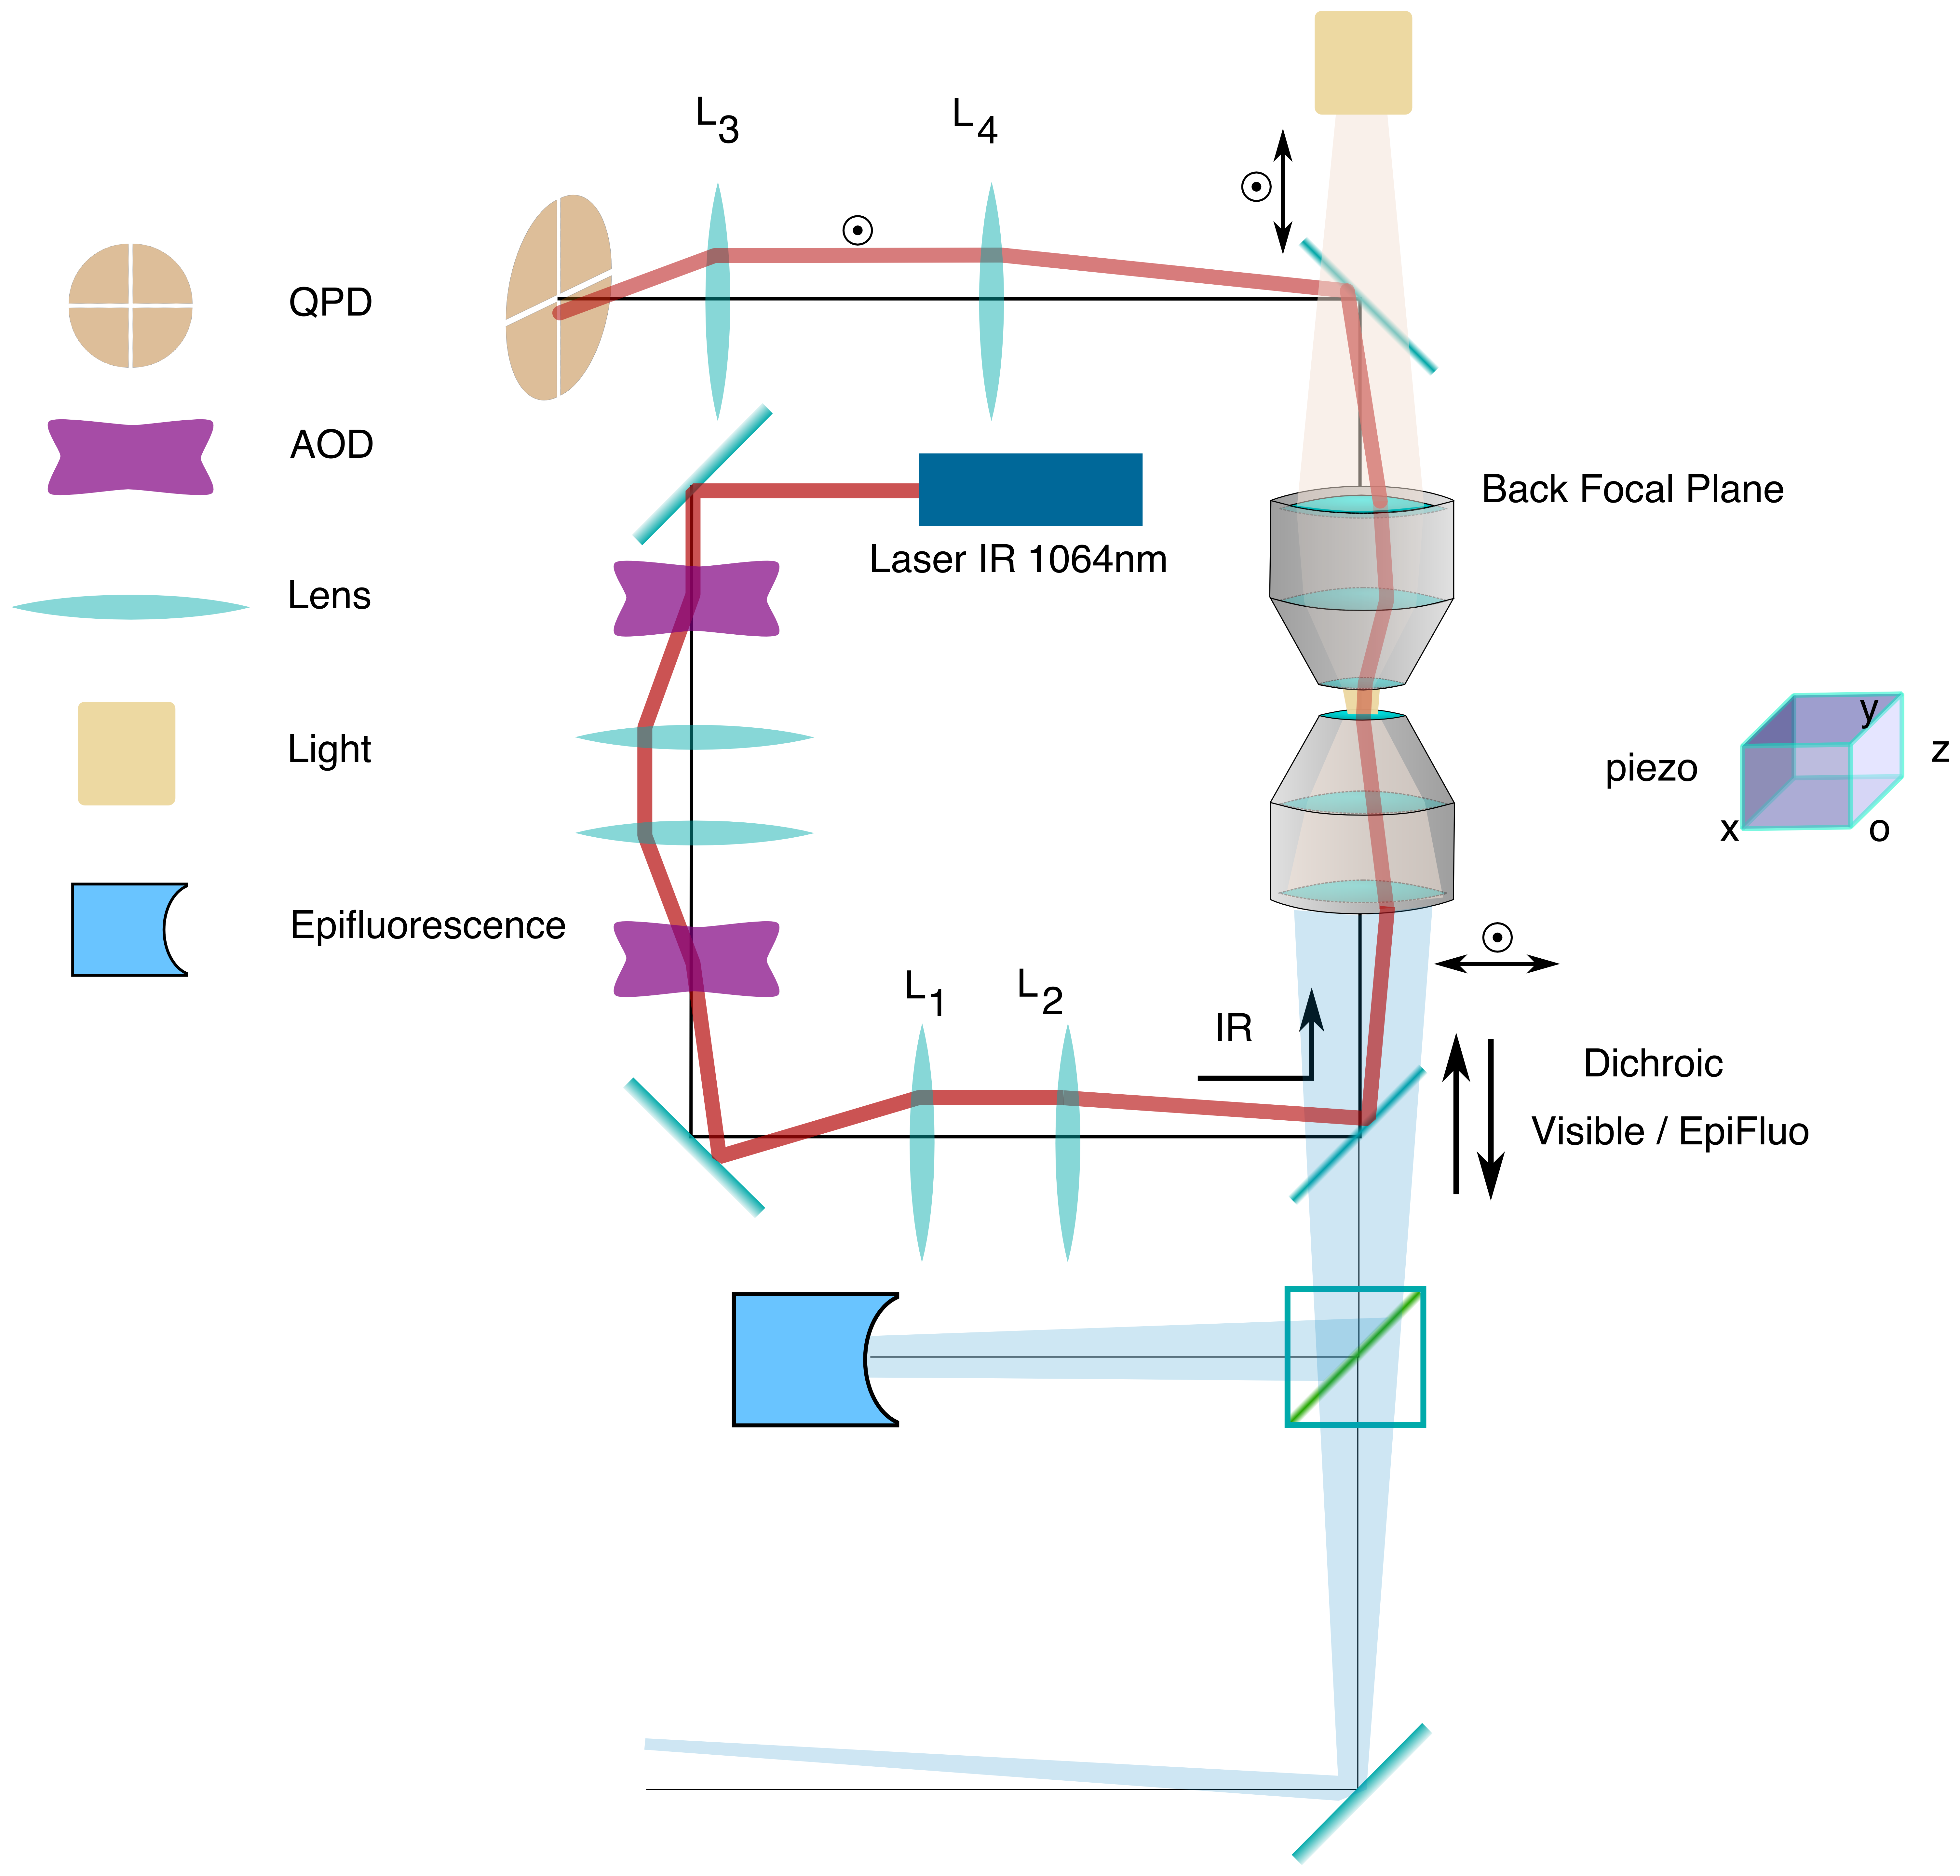 L3
L4
QPD
AOD
Back Focal Plane
Laser IR 1064nm
Lens
Light
y
z
piezo
x
o
Epifluorescence
L1
L2
IR
Dichroic
Visible / EpiFluo